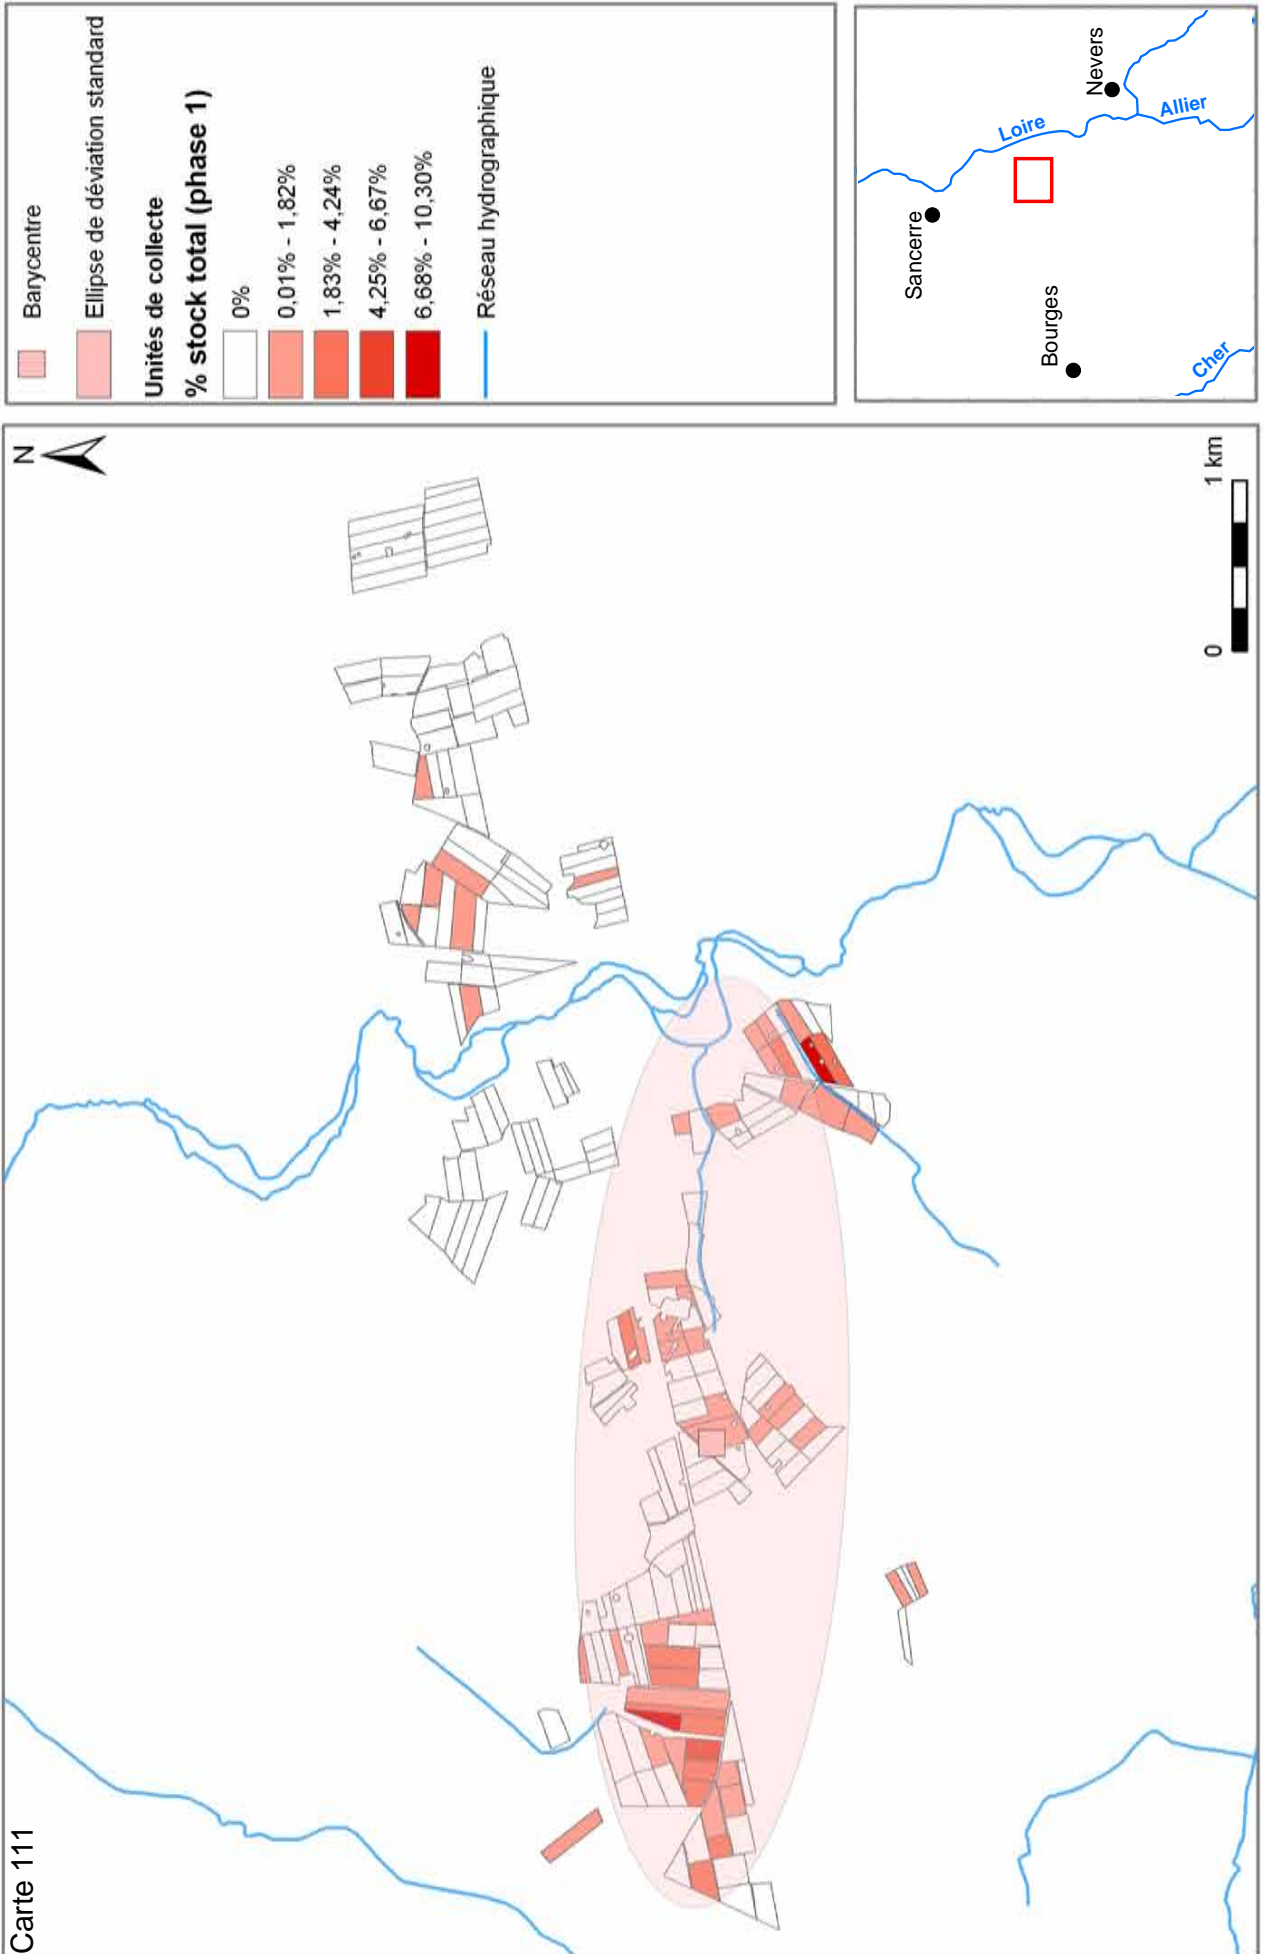 Carte 111
N
0
1 km
Barycentre
Ellipse de déviation standard
Unités de collecte
% stock total (phase 1)
0%
0,01% - 1,82%
1,83% - 4,24%
4,25% - 6,67%
6,68% - 10,30%
Réseau hydrographique
Sancerre
Bourges
Nevers
Loire
Allier
Cher